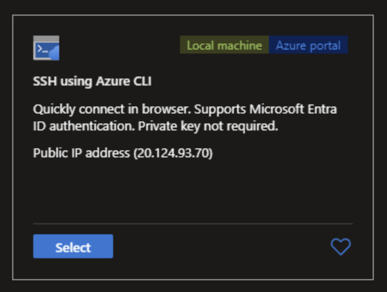 Local machine Azure portal
SSH using Azure CLI
Quickly connect in browser. Supports Microsoft Entra
ID authentication. Private key not required.
Public IP address (20.124.93.70)
Select